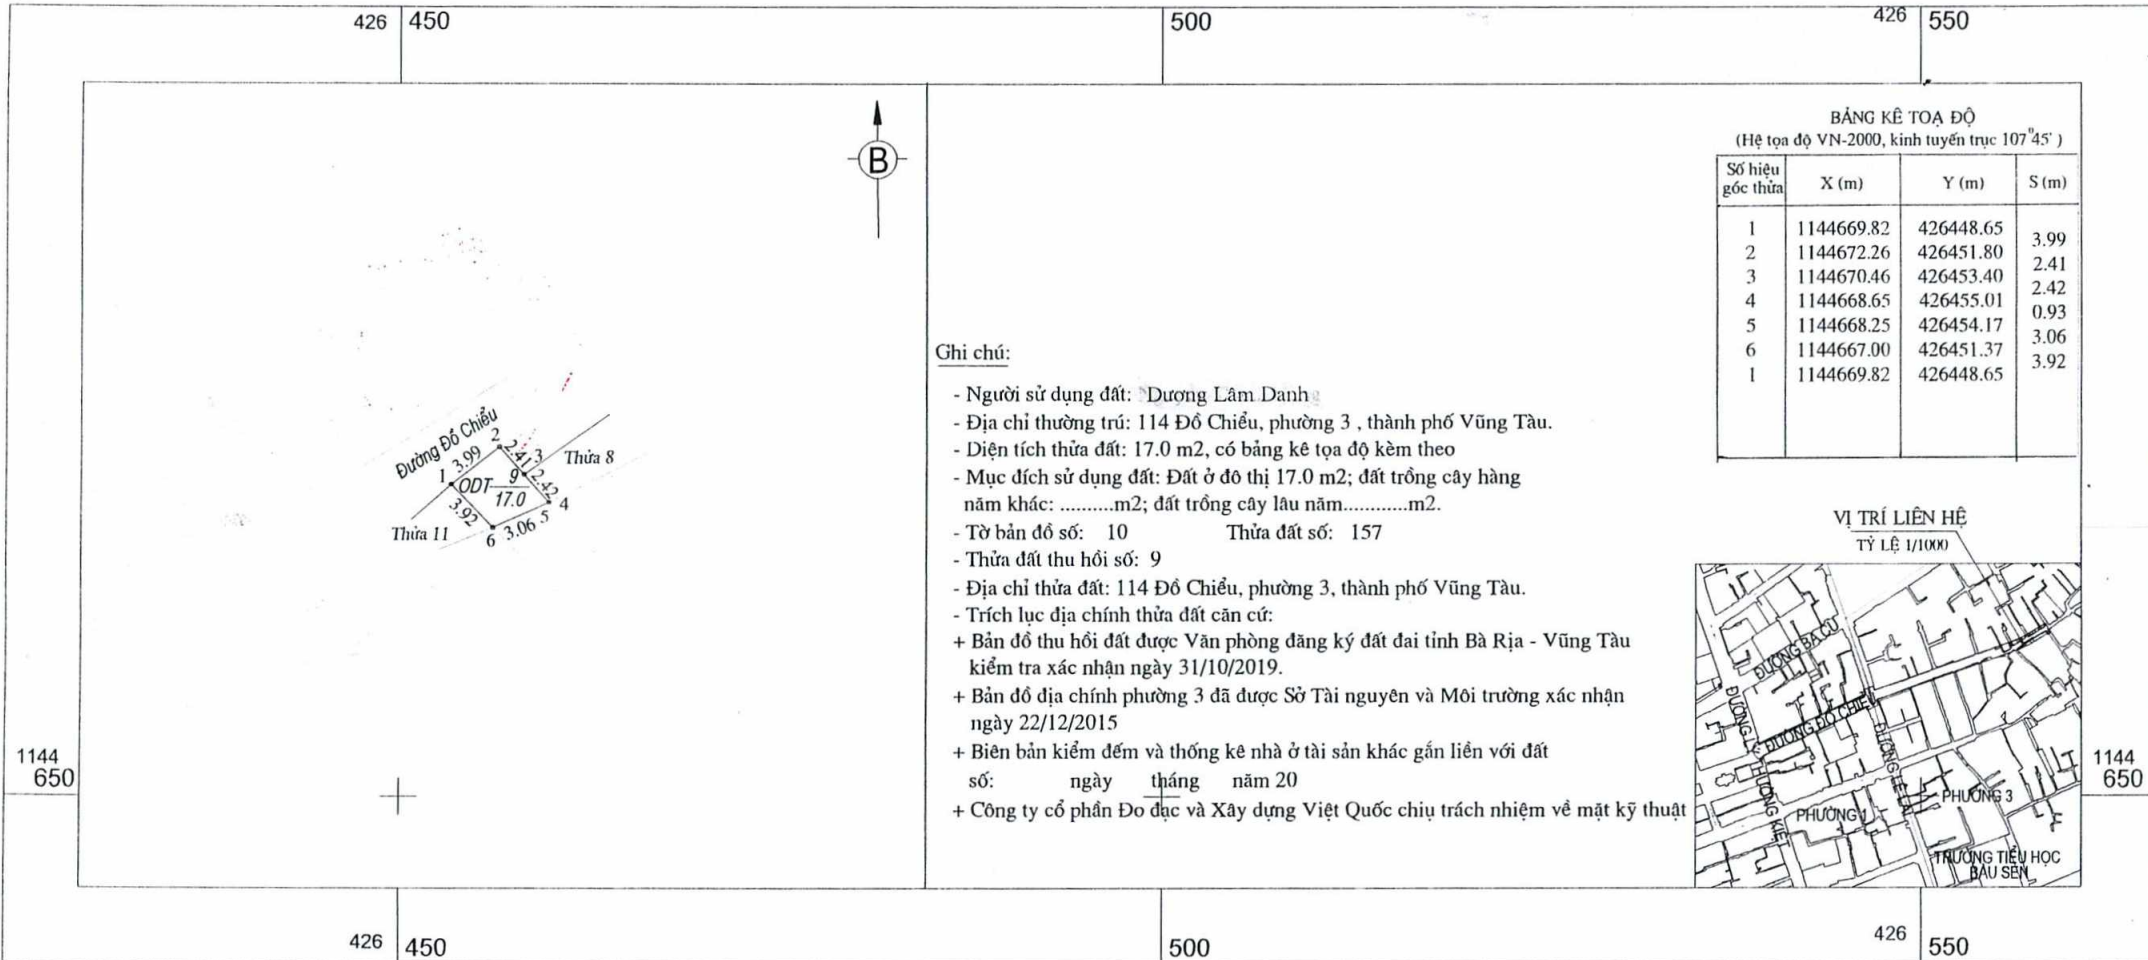 426 450
500
426 550
B
Đường Đồ Chiểu
1 3.99 2
2.41 3
Thửa 8
ODT 9
17.0
2.42 4
3.92
Thửa 11
6 3.06 5
Ghi chú:
- Người sử dụng đất: Dương Lâm Danh
- Địa chỉ thường trú: 114 Đồ Chiểu, phường 3 , thành phố Vũng Tàu.
- Diện tích thửa đất: 17.0 m2, có bảng kê tọa độ kèm theo
- Mục đích sử dụng đất: Đất ở đô thị 17.0 m2; đất trồng cây hàng
năm khác: ..........m2; đất trồng cây lâu năm............m2.
- Tờ bản đồ số: 10 Thửa đất số: 157
- Thửa đất thu hồi số: 9
- Địa chỉ thửa đất: 114 Đồ Chiểu, phường 3, thành phố Vũng Tàu.
- Trích lục địa chính thửa đất căn cứ:
+ Bản đồ thu hồi đất được Văn phòng đăng ký đất đai tỉnh Bà Rịa - Vũng Tàu
kiểm tra xác nhận ngày 31/10/2019.
+ Bản đồ địa chính phường 3 đã được Sở Tài nguyên và Môi trường xác nhận
ngày 22/12/2015
+ Biên bản kiểm đếm và thống kê nhà ở tài sản khác gắn liền với đất
số: ngày tháng năm 20
+ Công ty cổ phần Đo đạc và Xây dựng Việt Quốc chịu trách nhiệm về mặt kỹ thuật
BẢNG KÊ TOẠ ĐỘ
(Hệ tọa độ VN-2000, kinh tuyến trục 107°45' )
Số hiệu góc thửa X (m) Y (m) S (m)
1 1144669.82 426448.65
3.99
2 1144672.26 426451.80
2.41
3 1144670.46 426453.40
2.42
4 1144668.65 426455.01
0.93
5 1144668.25 426454.17
3.06
6 1144667.00 426451.37
3.92
1 1144669.82 426448.65
VỊ TRÍ LIÊN HỆ
TỶ LỆ 1/1000
ĐƯỜNG BA CU
ĐƯỜNG ĐỒ CHIỂU
ĐƯỜNG LÝ THƯỜNG KIỆT
ĐƯỜNG LÊ LAI
PHƯỜNG 3
PHƯỜNG 1
TRƯỜNG TIỂU HỌC
BÀU SEN
1144
650
1144
650
426 450
500
426 550